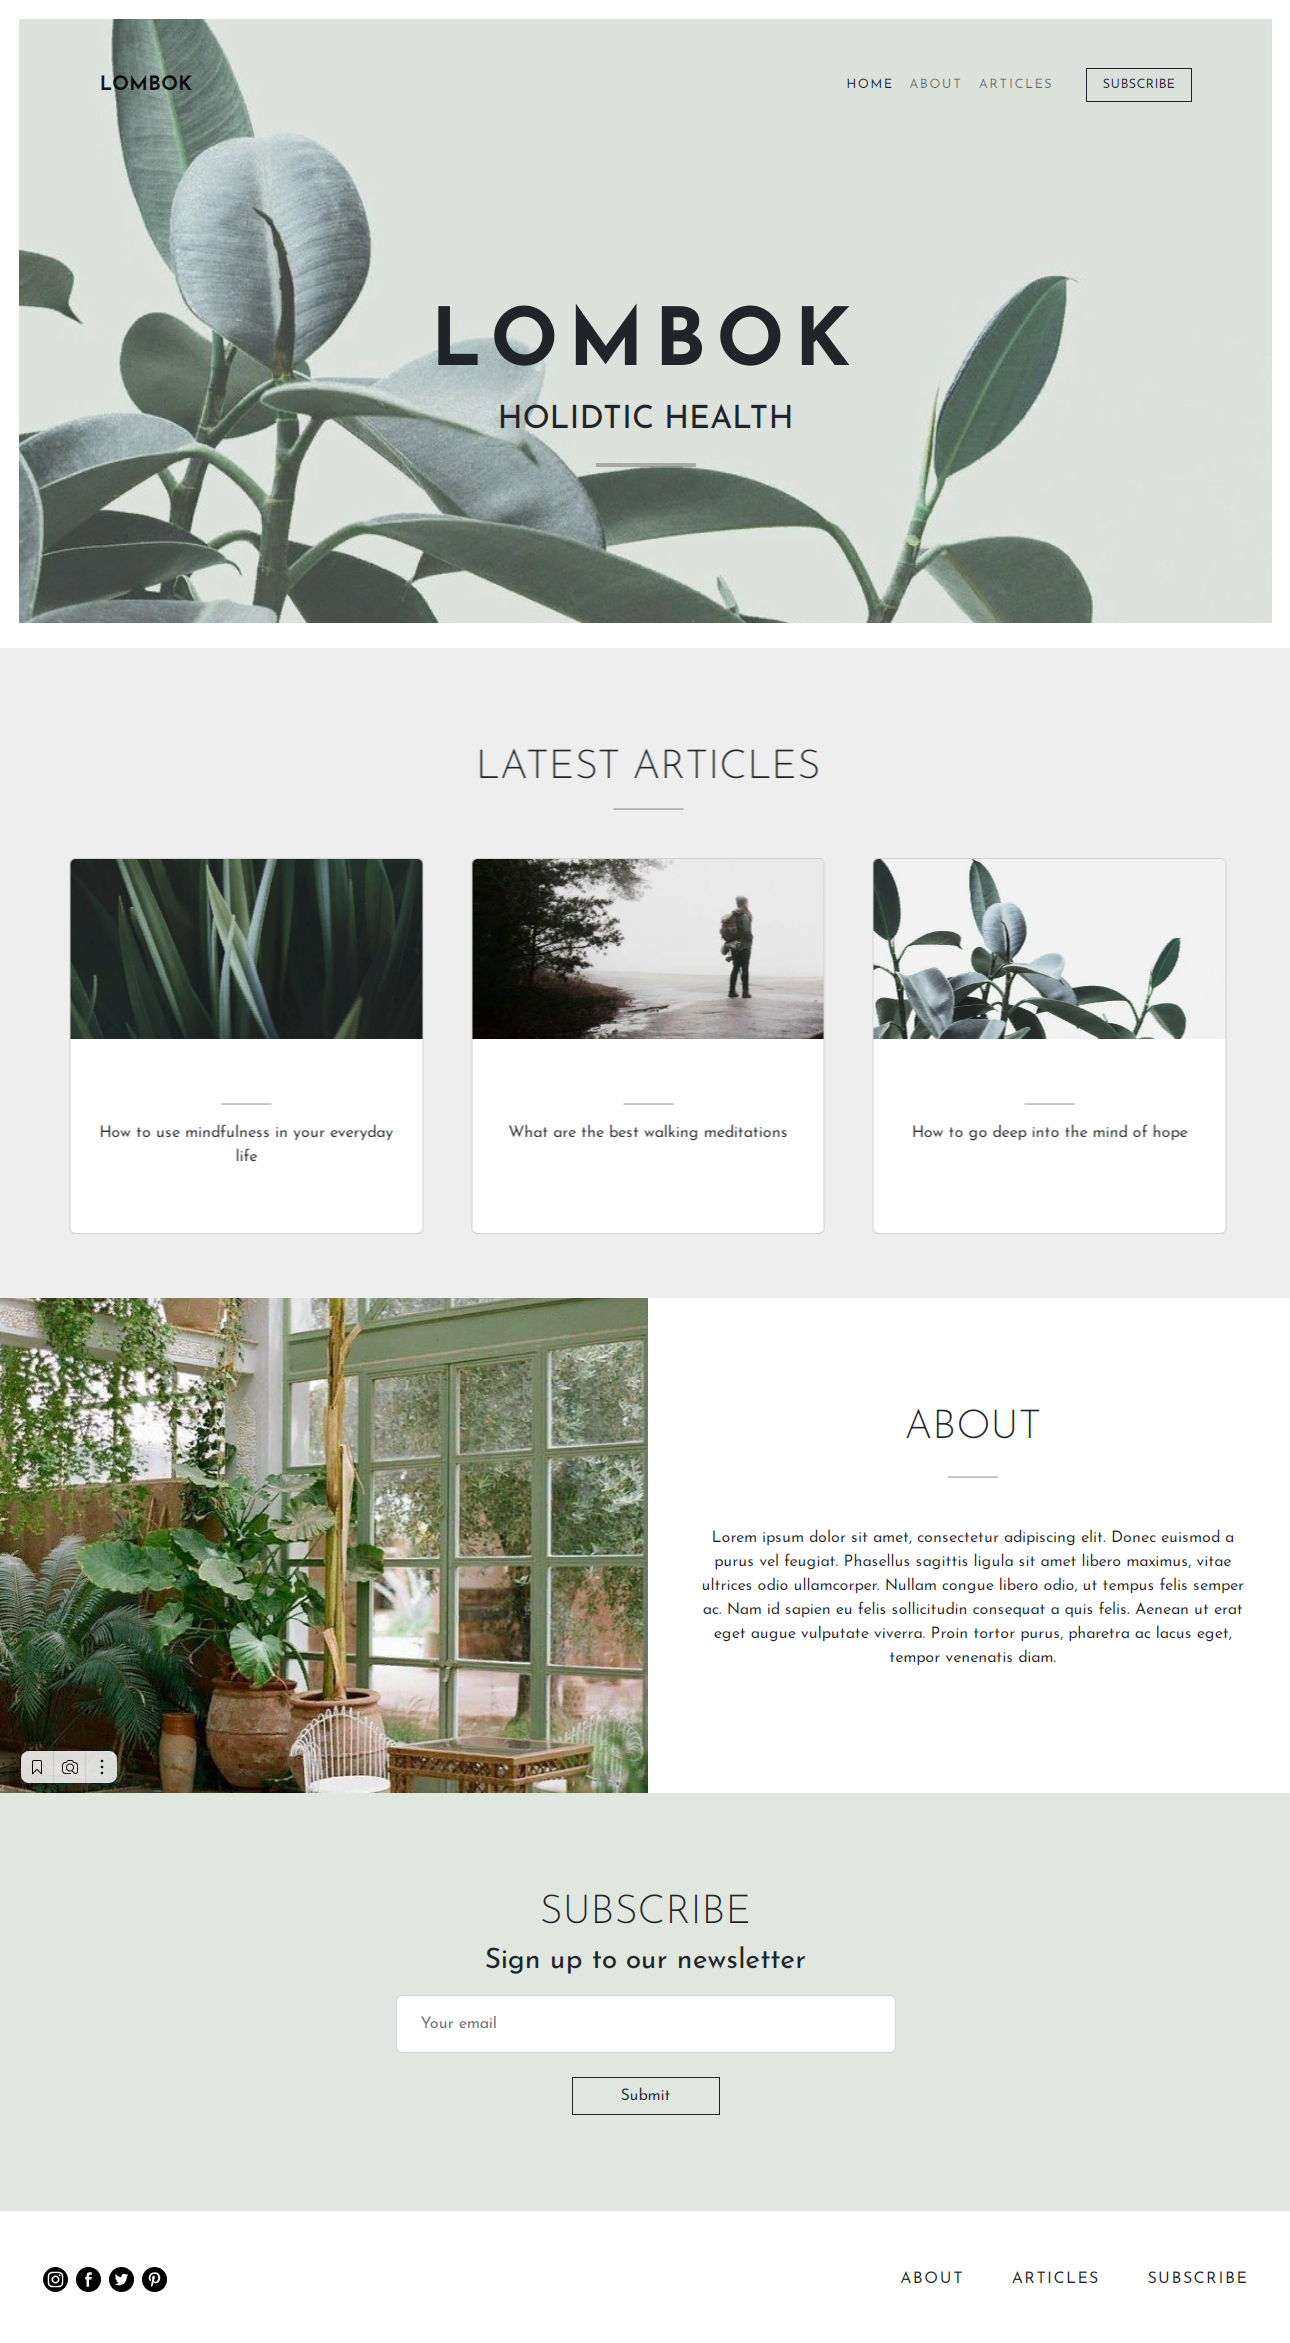 LOMBOK
HOME ABOUT ARTICLES SUBSCRIBE
LOMBOK
HOLIDTIC HEALTH
LATEST ARTICLES
How to use mindfulness in your everyday
life
What are the best walking meditations
How to go deep into the mind of hope
ABOUT
Lorem ipsum dolor sit amet, consectetur adipiscing elit. Donec euismod a
purus vel feugiat. Phasellus sagittis ligula sit amet libero maximus, vitae
ultrices odio ullamcorper. Nullam congue libero odio, ut tempus felis semper
ac. Nam id sapien eu felis sollicitudin consequat a quis felis. Aenean ut erat
eget augue vulputate viverra. Proin tortor purus, pharetra ac lacus eget,
tempor venenatis diam.
SUBSCRIBE
Sign up to our newsletter
Your email
Submit
ABOUT ARTICLES SUBSCRIBE